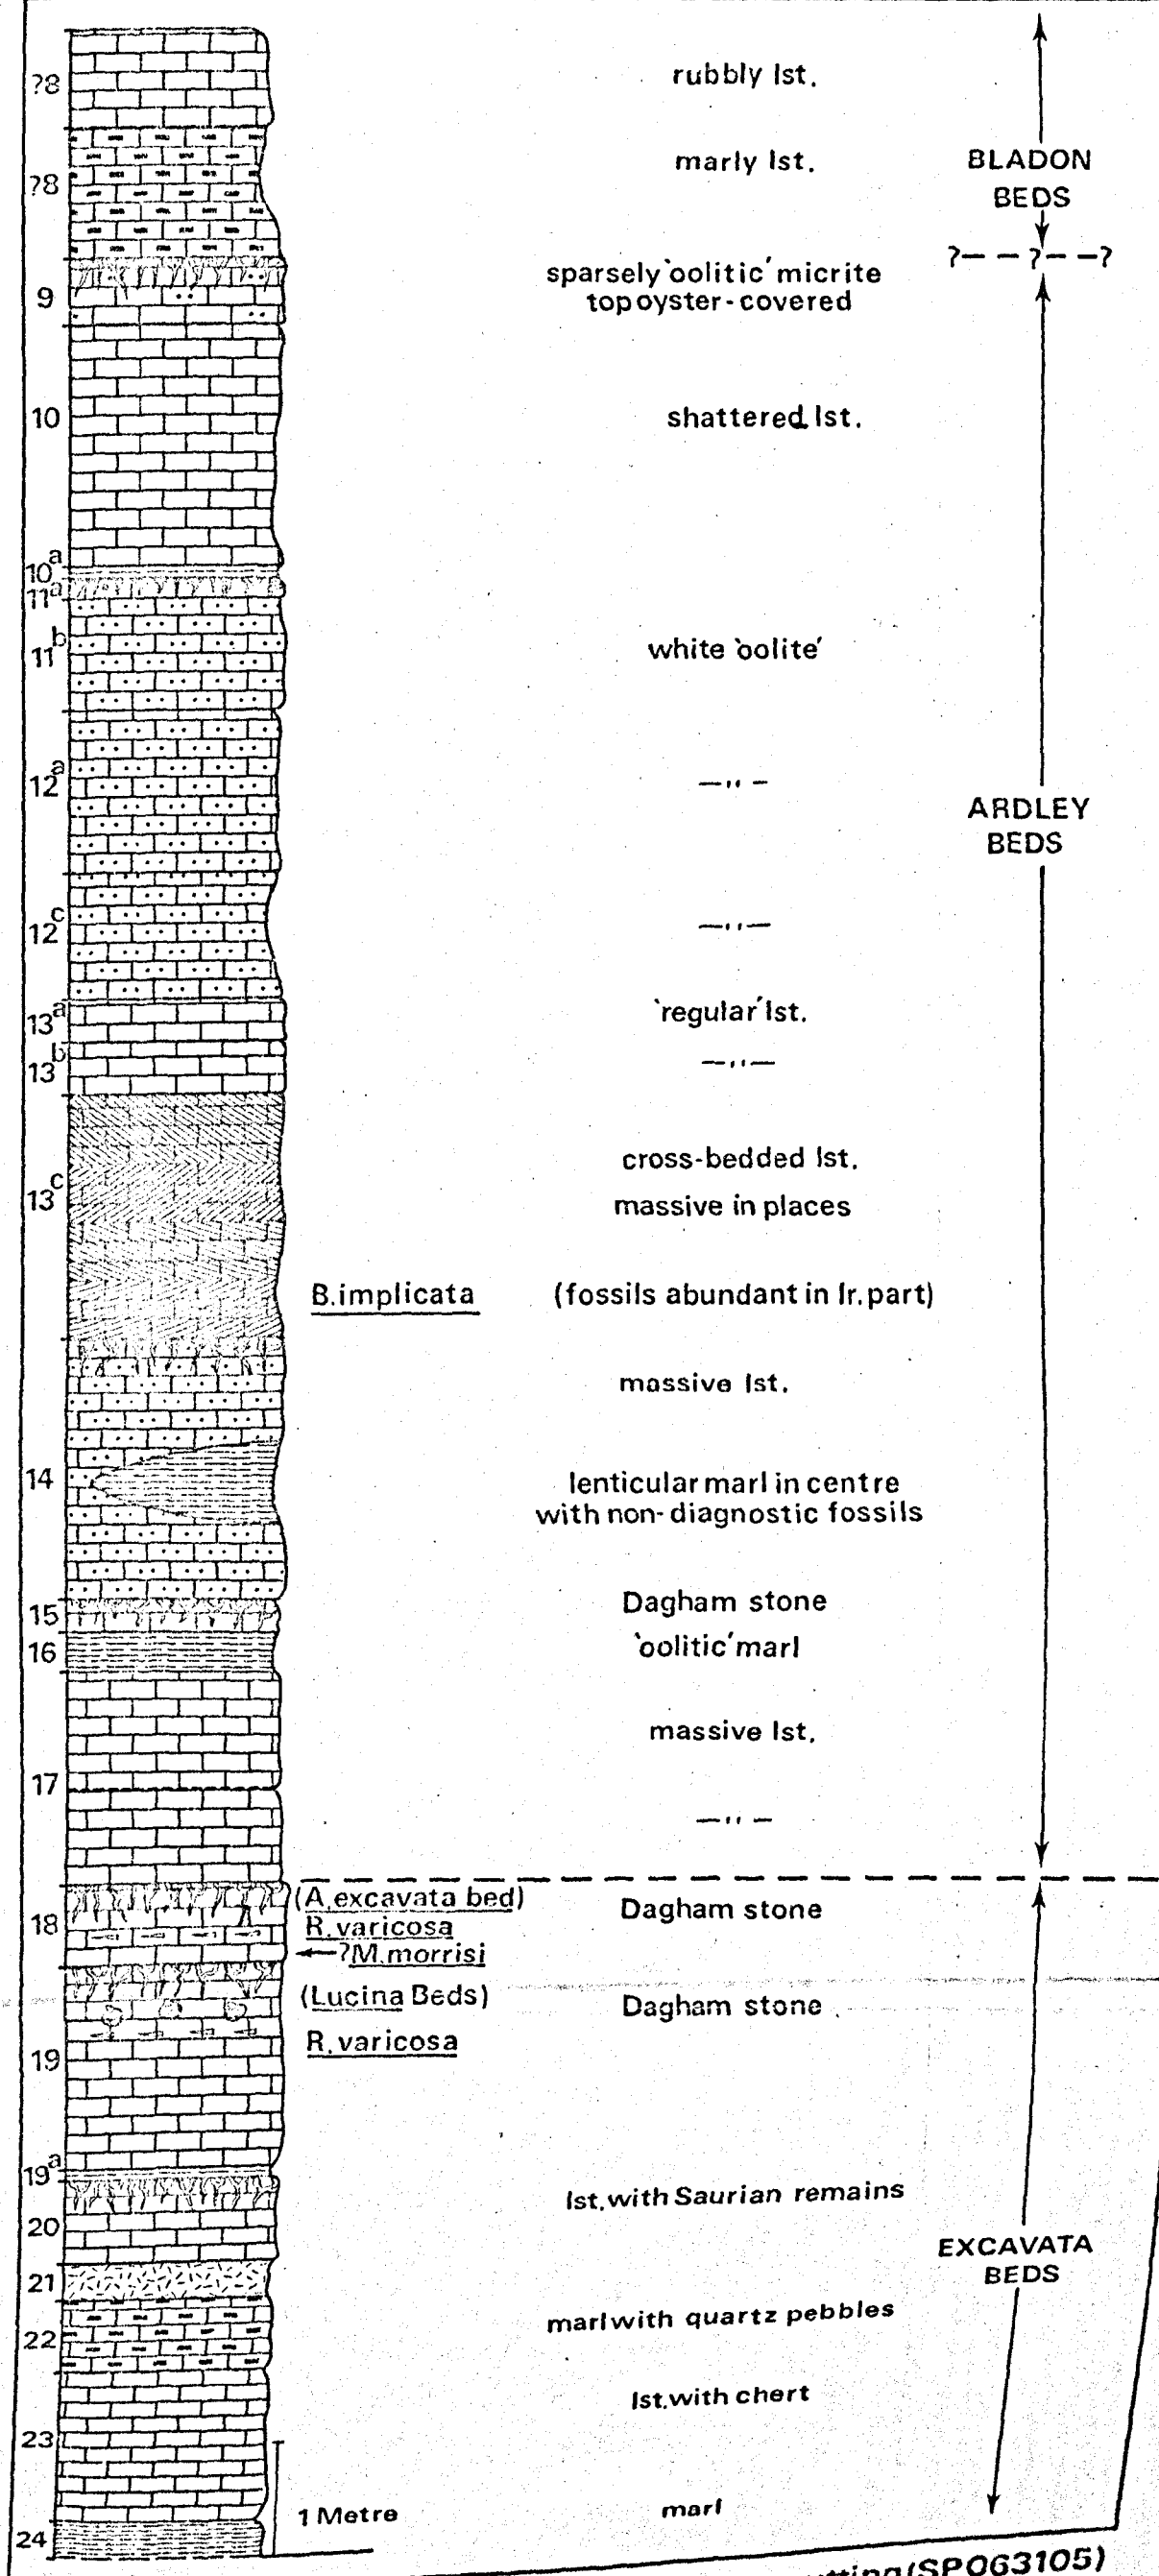 ?8
rubbly lst.
?8
marly lst.
BLADON
BEDS
?— — ? — —?
9
sparsely 'oolitic' micrite
top oyster-covered
10
shattered lst.
10a
11a
11b
white 'oolite'
12a
—"—
ARDLEY
BEDS
12c
—"—
13a
'regular' lst.
13b
—"—
13c
cross-bedded lst.
massive in places
B.implicata
(fossils abundant in lr. part)
massive lst.
14
lenticular marl in centre
with non-diagnostic fossils
15
Dagham stone
16
'oolitic' marl
massive lst.
17
—"—
18
(A.excavata bed)
Dagham stone
R.varicosa
?M.morrisi
(Lucina Beds)
Dagham stone
19
R.varicosa
19a
lst. with Saurian remains
20
EXCAVATA
BEDS
21
marl with quartz pebbles
22
lst. with chert
23
1 Metre
marl
24
(SP063105)